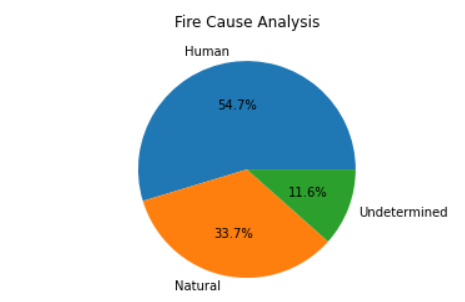 Fire Cause Analysis
Human
54.7%
11.6%
Undetermined
33.7%
Natural